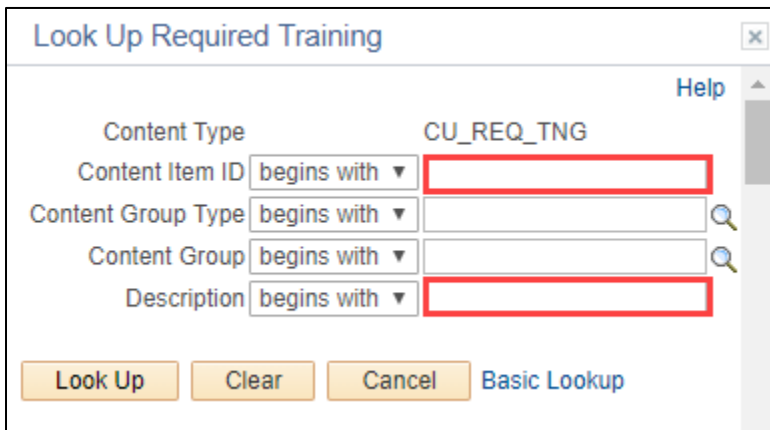 Look Up Required Training
Help
Content Type CU_REQ_TNG
Content Item ID begins with
Content Group Type begins with
Content Group begins with
Description begins with
Look Up Clear Cancel Basic Lookup